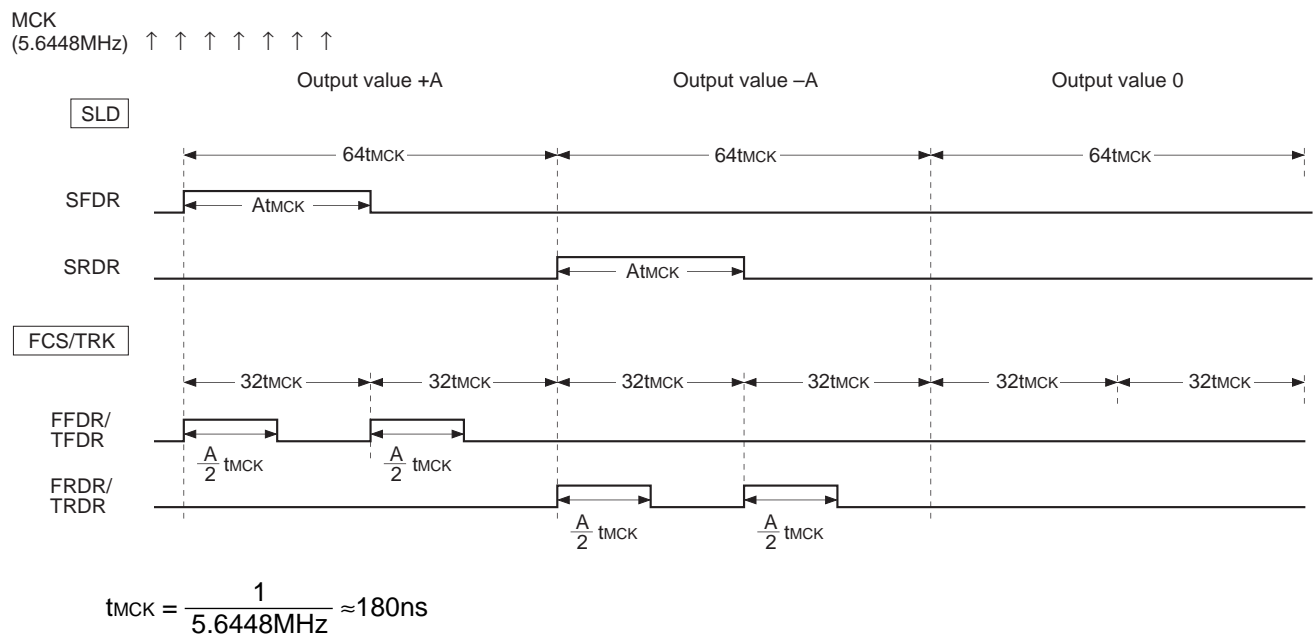 MCK
(5.6448MHz) ↑ ↑ ↑ ↑ ↑ ↑ ↑
Output value +A Output value –A Output value 0
SLD
64tMCK 64tMCK 64tMCK
SFDR AtMCK
SRDR AtMCK
FCS/TRK
32tMCK 32tMCK 32tMCK 32tMCK 32tMCK 32tMCK
FFDR/
TFDR
A/2 tMCK A/2 tMCK
FRDR/
TRDR
A/2 tMCK A/2 tMCK
tMCK = 1/5.6448MHz ≈180ns